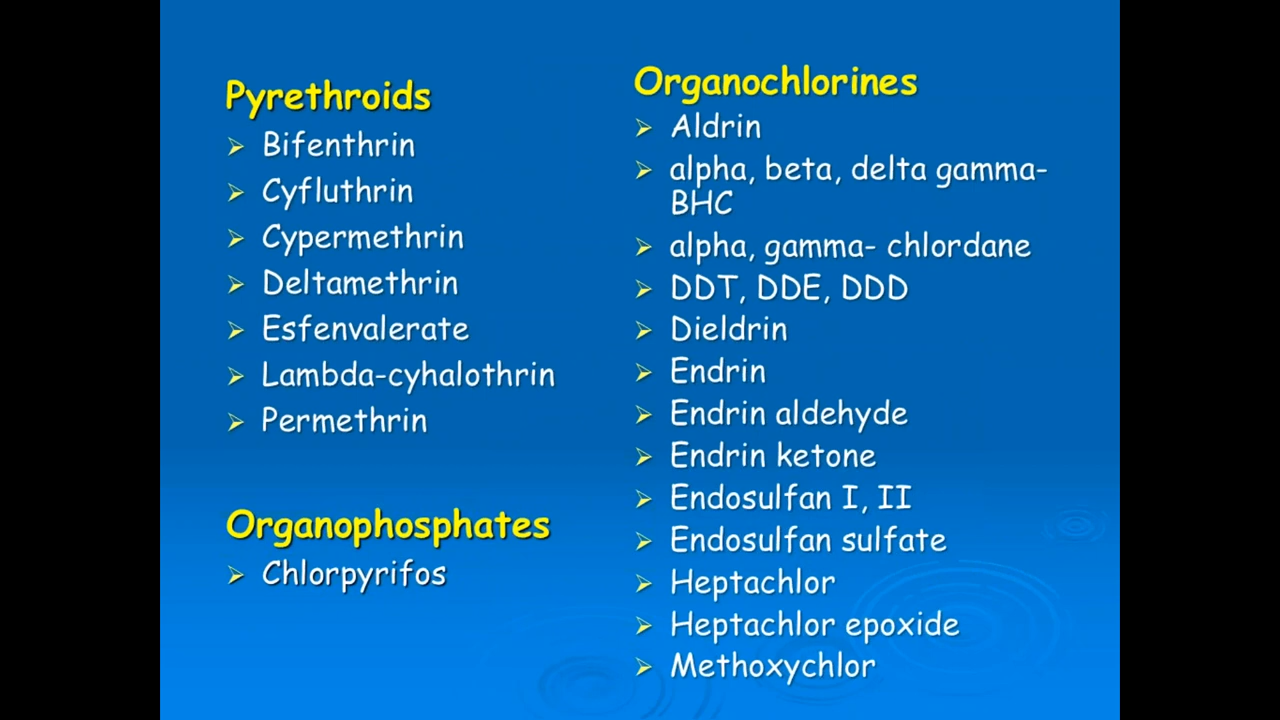 Pyrethroids
Bifenthrin
Cyfluthrin
Cypermethrin
Deltamethrin
Esfenvalerate
Lambda-cyhalothrin
Permethrin
Organophosphates
Chlorpyrifos
Organochlorines
Aldrin
alpha, beta, delta gamma-
BHC
alpha, gamma- chlordane
DDT, DDE, DDD
Dieldrin
Endrin
Endrin aldehyde
Endrin ketone
Endosulfan I, II
Endosulfan sulfate
Heptachlor
Heptachlor epoxide
Methoxychlor